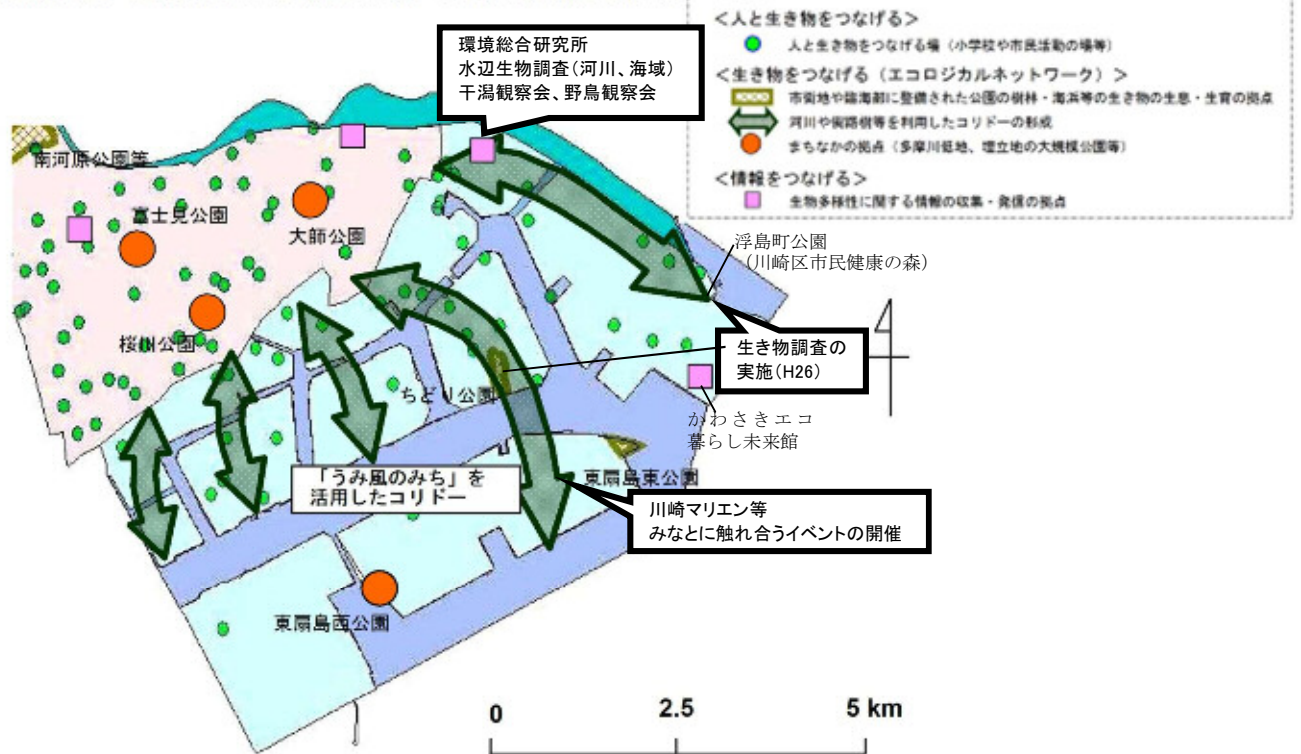 <人と生き物をつなげる>
人と生き物をつなげる場(小学校や市民活動の場等)
<生き物をつなげる(エコロジカルネットワーク)>
市街地や臨海部に整備された公園の樹林・海浜等の生き物の生息・生育の拠点
河川や街路樹等を利用したコリドーの形成
まちなかの拠点(多摩川低地、埋立地の大規模公園等)
<情報をつなげる>
生物多様性に関する情報の収集・発信の拠点
環境総合研究所
水辺生物調査(河川、海域)
干潟観察会、野鳥観察会
南河原公園等
富士見公園
大師公園
浮島町公園
(川崎区市民健康の森)
桜川公園
生き物調査の
実施(H26)
ちどり公園
かわさきエコ
暮らし未来館
「うみ風のみち」を
活用したコリドー
東扇島東公園
川崎マリエン等
みなとに触れ合うイベントの開催
東扇島西公園
0 2.5 5 km